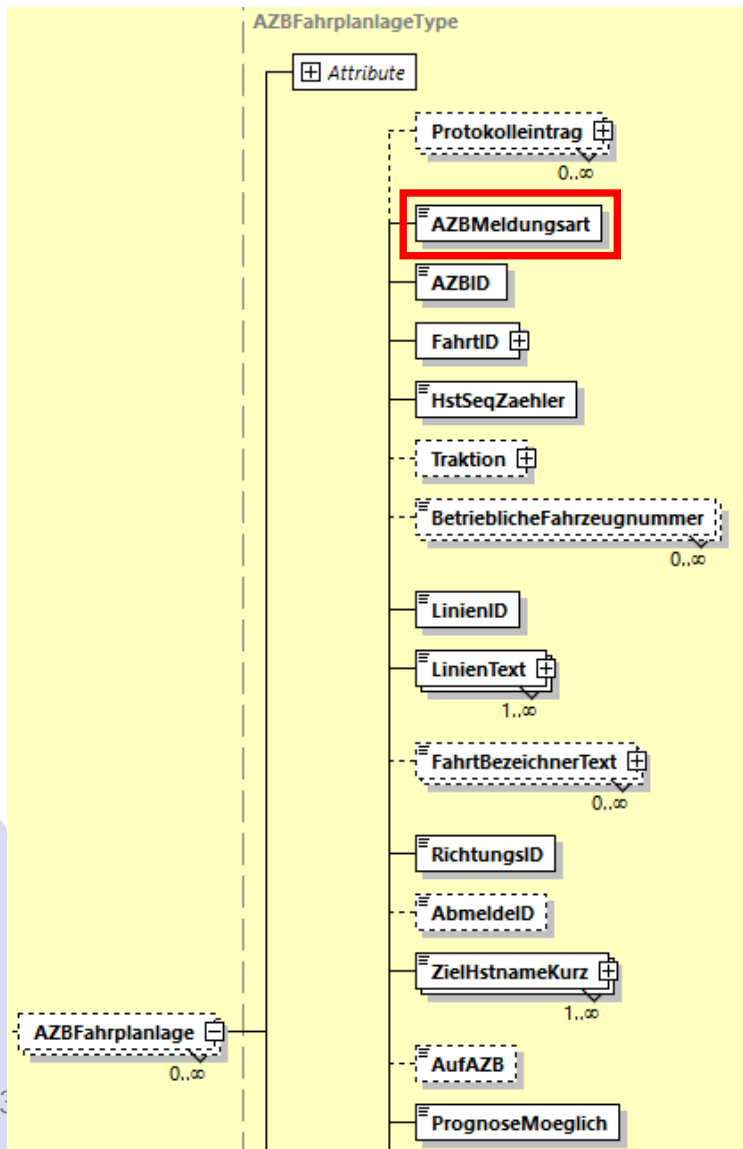 AZBFahrplanlageType
Attribute
Protokolleintrag
0..∞
AZBMeldungsart
AZBID
FahrtID
HstSeqZaehler
Traktion
BetrieblicheFahrzeugnummer
0..∞
LinienID
LinienText
1..∞
FahrtBezeichnerText
0..∞
RichtungsID
AbmeldeID
ZielHstnameKurz
1..∞
AZBFahrplanlage
0..∞
AufAZB
PrognoseMoeglich